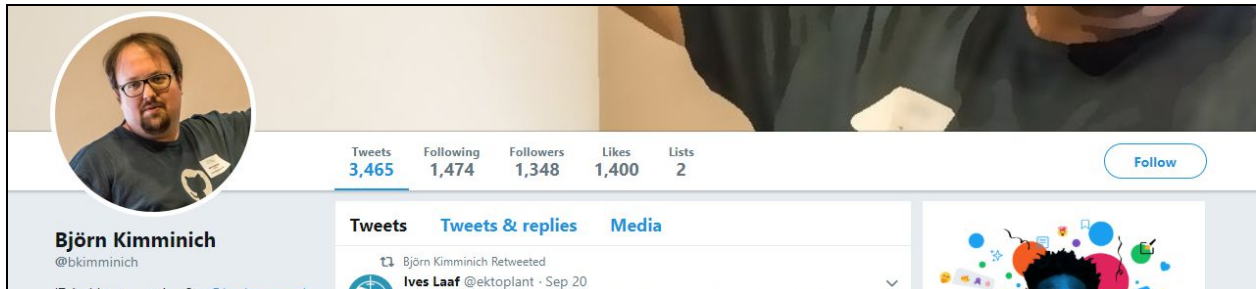 Tweets Following Followers Likes Lists
3,465 1,474 1,348 1,400 2
Follow
Björn Kimminich
@bkimminich
Tweets Tweets & replies Media
Björn Kimminich Retweeted
Ives Laaf @ektoplant · Sep 20